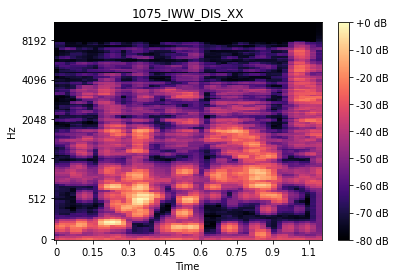 1075_IWW_DIS_XX
8192
4096
2048
1024
512
0
Hz
0
0.15
0.3
0.45
0.6
0.75
0.9
1.1
Time
+0 dB
-10 dB
-20 dB
-30 dB
-40 dB
-50 dB
-60 dB
-70 dB
-80 dB